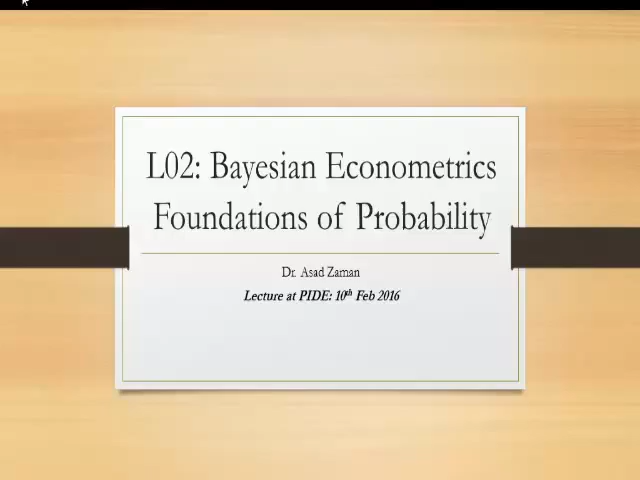 L02: Bayesian Econometrics
Foundations of Probability
Dr. Asad Zaman
Lecture at PIDE: 10th Feb 2016